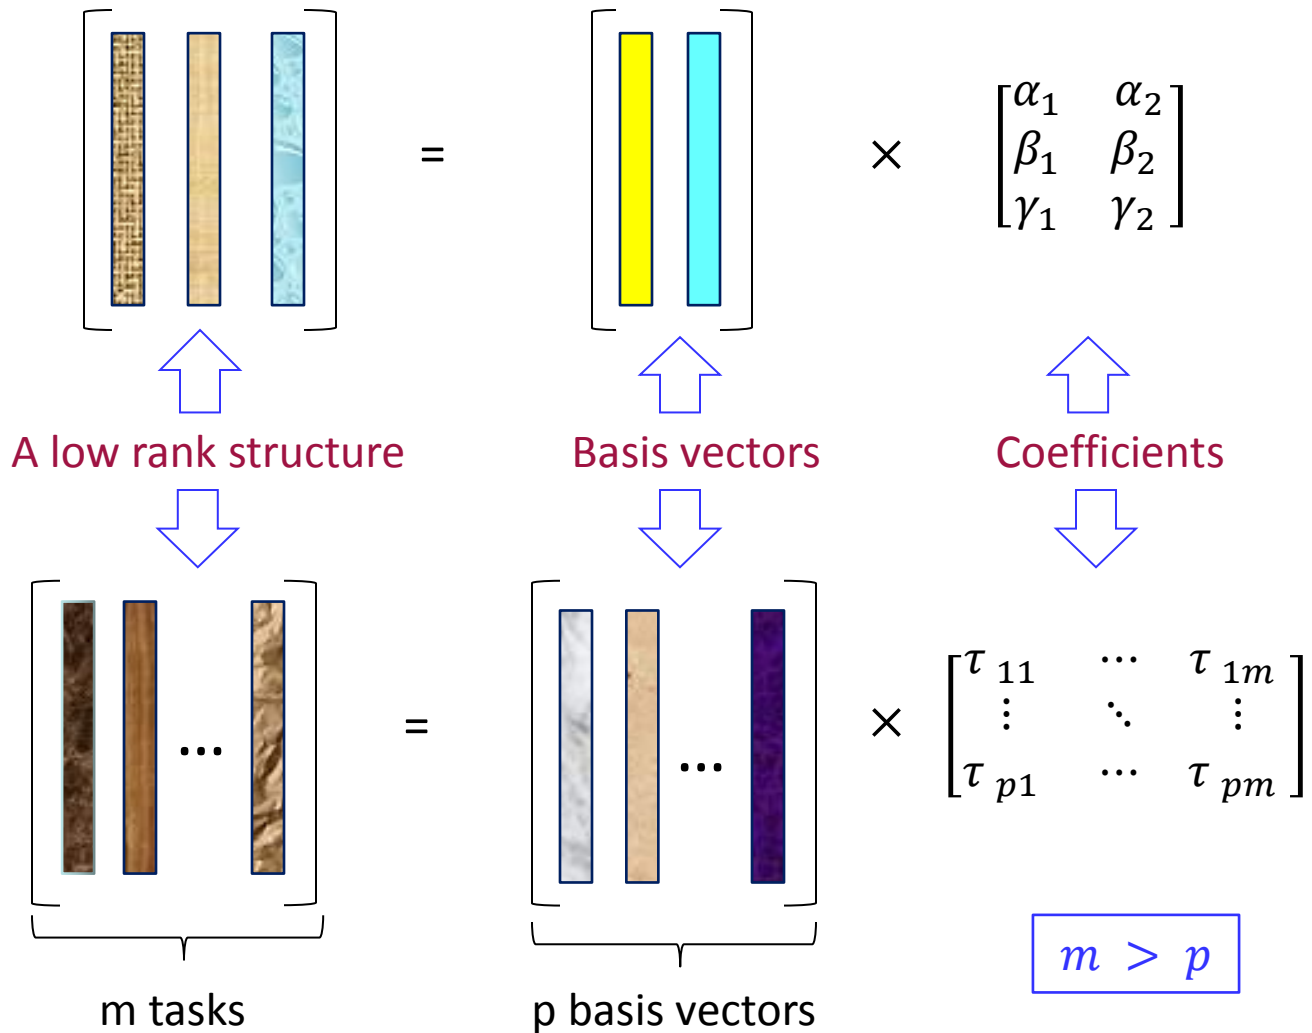 = × [α₁ α₂
β₁ β₂
γ₁ γ₂]
A low rank structure Basis vectors Coefficients
... = ... × [τ ₁₁ ⋯ τ ₁ₘ
⋮ ⋱ ⋮
τ ₚ₁ ⋯ τ ₚₘ]
m > p
m tasks p basis vectors